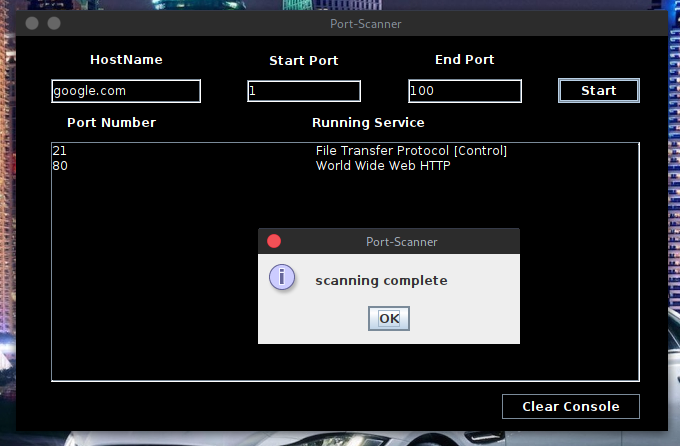 Port-Scanner
HostName Start Port End Port
google.com 1 100 Start
Port Number Running Service
21 File Transfer Protocol [Control]
80 World Wide Web HTTP
Port-Scanner
i scanning complete
OK
Clear Console